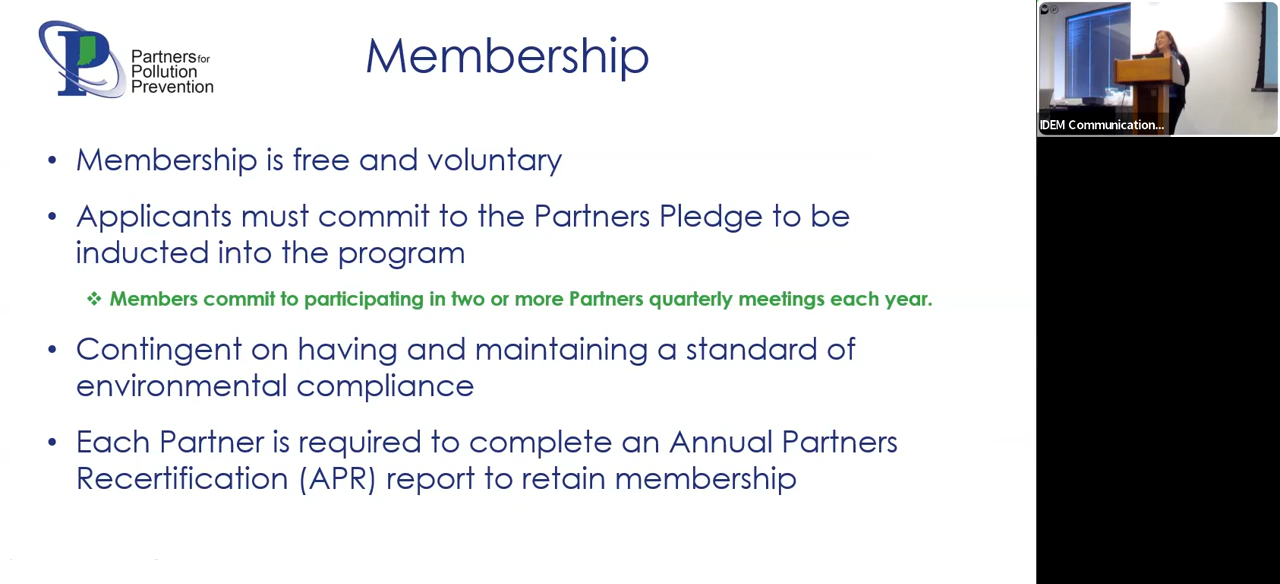 Partners for
Pollution
Prevention
Membership
• Membership is free and voluntary
• Applicants must commit to the Partners Pledge to be
inducted into the program
❖ Members commit to participating in two or more Partners quarterly meetings each year.
• Contingent on having and maintaining a standard of
environmental compliance
• Each Partner is required to complete an Annual Partners
Recertification (APR) report to retain membership
IDEM Communication...